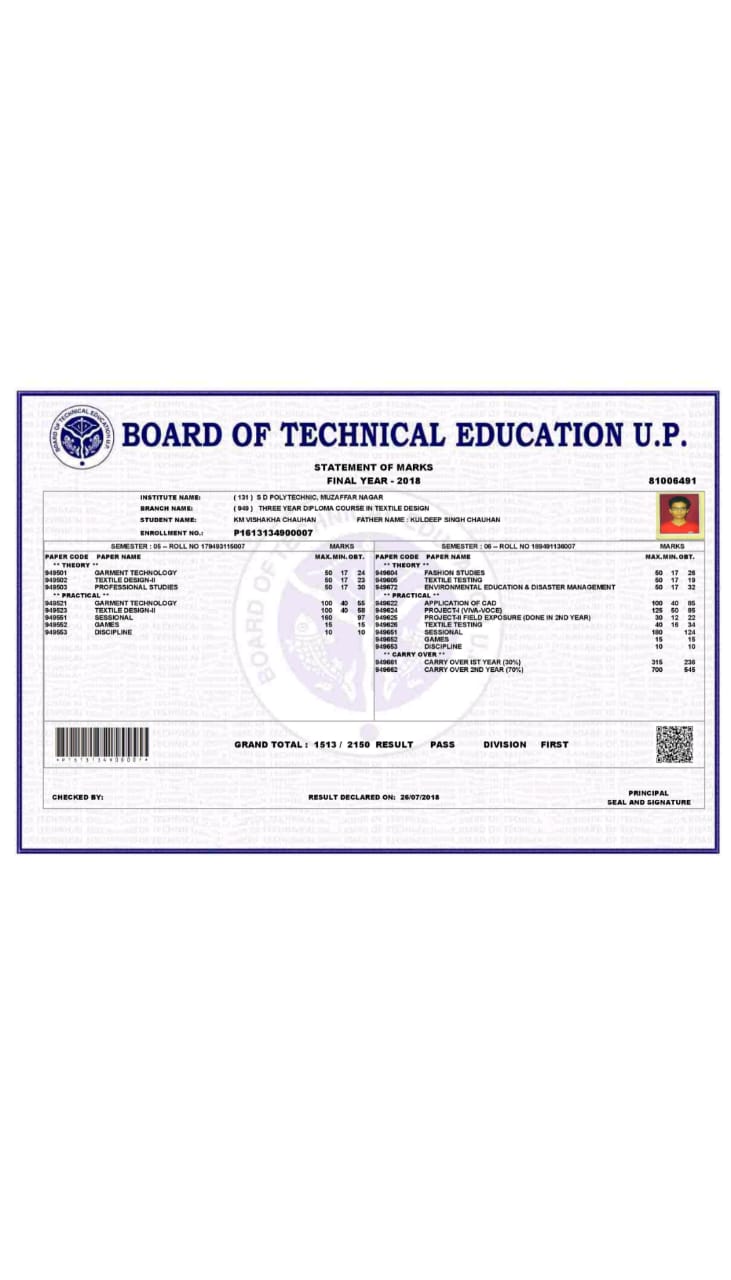 BOARD OF TECHNICAL EDUCATION U.P.
BOARD OF TECHNICAL EDUCATION U.P.
STATEMENT OF MARKS
FINAL YEAR - 2018
81006491
INSTITUTE NAME: ( 131 ) S D POLYTECHNIC, MUZAFFAR NAGAR
BRANCH NAME: ( 949 ) THREE YEAR DIPLOMA COURSE IN TEXTILE DESIGN
STUDENT NAME: KM VISHAKHA CHAUHAN FATHER NAME : KULDEEP SINGH CHAUHAN
ENROLLMENT NO.: P1613134900007
SEMESTER : 05 -- ROLL NO 179493115007 MARKS
PAPER CODE PAPER NAME MAX. MIN. OBT.
** THEORY **
949501 GARMENT TECHNOLOGY 50 17 24
949502 TEXTILE DESIGN-II 50 17 23
949503 PROFESSIONAL STUDIES 50 17 30
** PRACTICAL **
949521 GARMENT TECHNOLOGY 100 40 55
949523 TEXTILE DESIGN-II 100 40 58
949551 SESSIONAL 160 97
949552 GAMES 15 15
949553 DISCIPLINE 10 10
SEMESTER : 06 -- ROLL NO 189491136007 MARKS
PAPER CODE PAPER NAME MAX. MIN. OBT.
** THEORY **
949604 FASHION STUDIES 50 17 26
949605 TEXTILE TESTING 50 17 19
949672 ENVIRONMENTAL EDUCATION & DISASTER MANAGEMENT 50 17 32
** PRACTICAL **
949622 APPLICATION OF CAD 100 40 85
949624 PROJECT-I (VIVA-VOCE) 125 50 95
949625 PROJECT-II FIELD EXPOSURE (DONE IN 2ND YEAR) 30 12 22
949626 TEXTILE TESTING 40 16 34
949651 SESSIONAL 180 124
949652 GAMES 15 15
949653 DISCIPLINE 10 10
** CARRY OVER **
949661 CARRY OVER IST YEAR (30%) 315 236
949662 CARRY OVER 2ND YEAR (70%) 700 545
GRAND TOTAL : 1513 / 2150 RESULT PASS DIVISION FIRST
*P1613134900007*
CHECKED BY:
RESULT DECLARED ON: 26/07/2018
PRINCIPAL
SEAL AND SIGNATURE